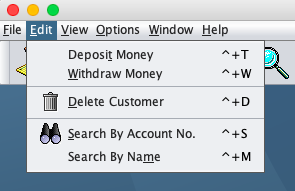 File Edit View Options Window Help
Deposit Money ^+T
Withdraw Money ^+W
Delete Customer ^+D
Search By Account No. ^+S
Search By Name ^+M